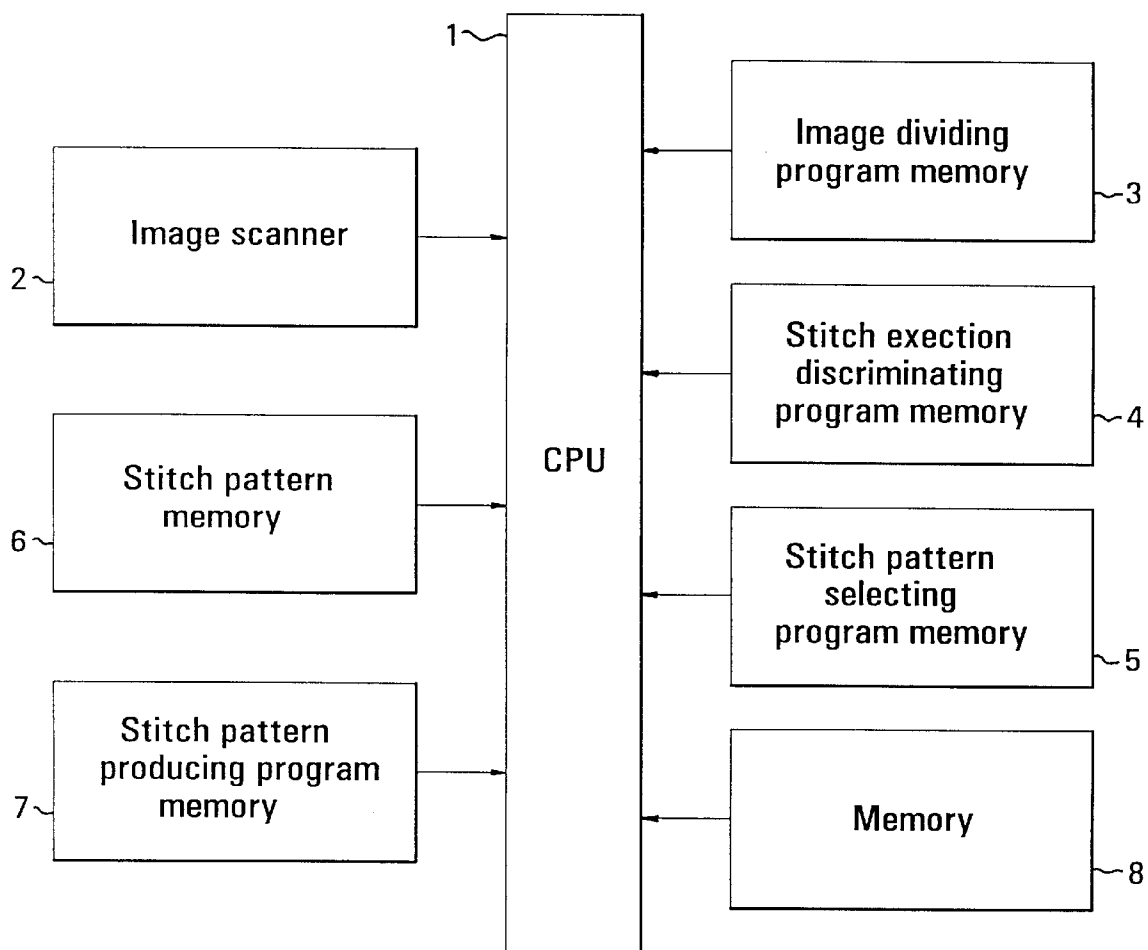 1
CPU
Image scanner
2
Stitch pattern
memory
6
Stitch pattern
producing program
memory
7
Image dividing
program memory
3
Stitch exection
discriminating
program memory
4
Stitch pattern
selecting
program memory
5
Memory
8